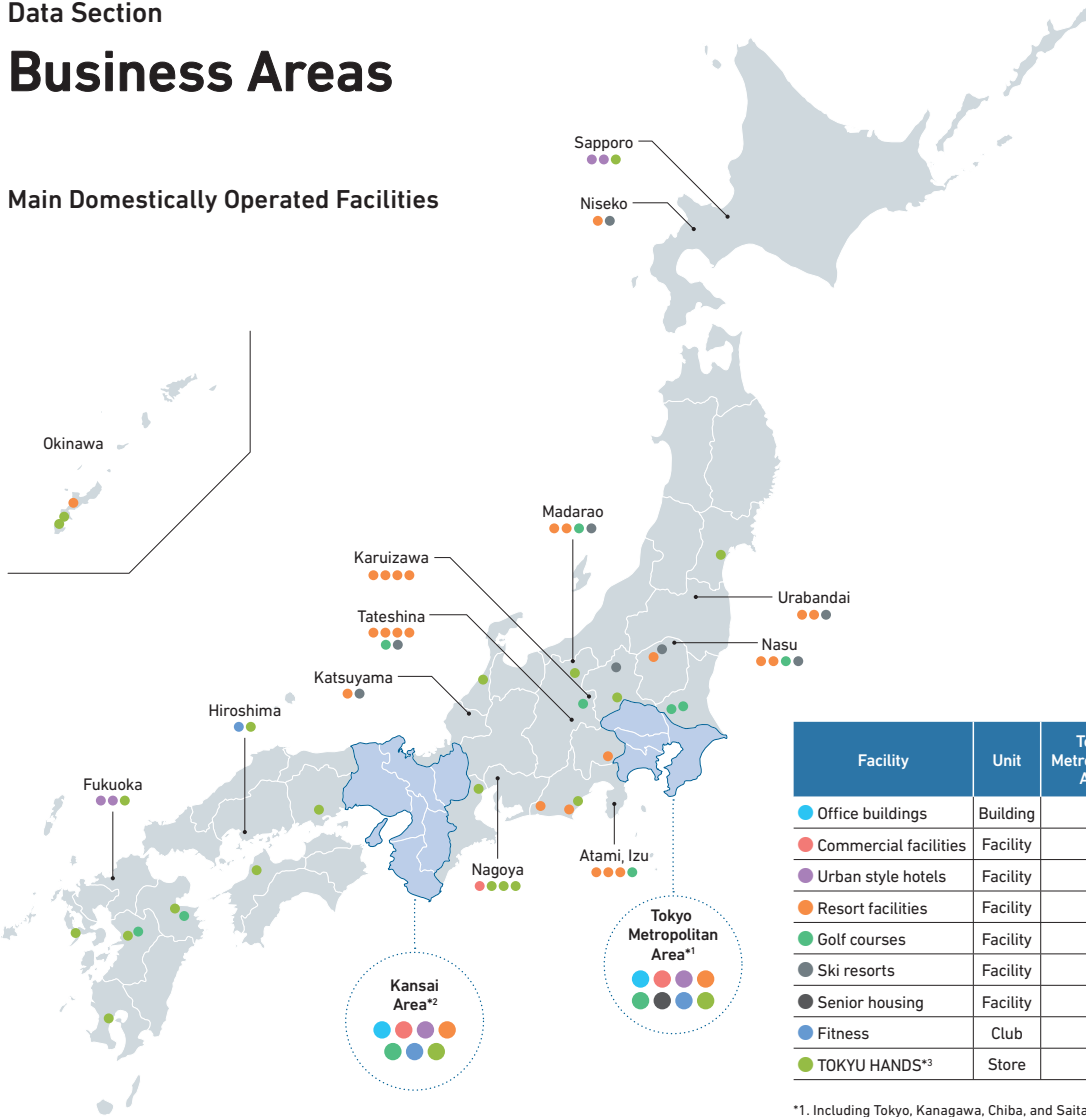 Data Section
Business Areas
Main Domestically Operated Facilities
Sapporo
Niseko
Okinawa
Madarao
Karuizawa
Urabandai
Tateshina
Nasu
Katsuyama
Hiroshima
Fukuoka
Nagoya
Atami, Izu
Tokyo
Metropolitan
Area*1
Kansai
Area*2
Facility Unit
Office buildings Building
Commercial facilities Facility
Urban style hotels Facility
Resort facilities Facility
Golf courses Facility
Ski resorts Facility
Senior housing Facility
Fitness Club
TOKYU HANDS*3 Store
*1. Including Tokyo, Kanagawa, Chiba, and